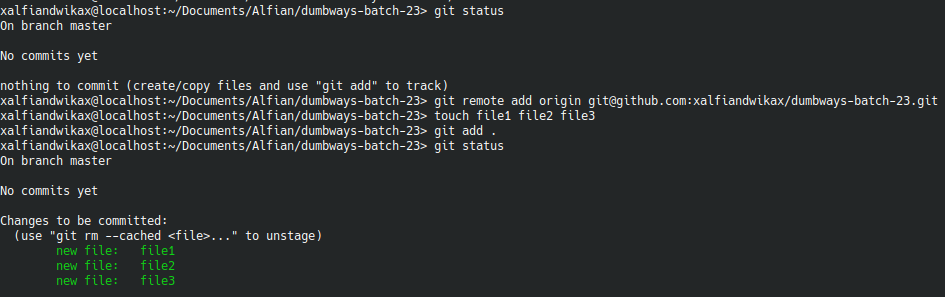 xalfiandwikax@localhost:~/Documents/Alfian/dumbways-batch-23> git status
On branch master
No commits yet
nothing to commit (create/copy files and use "git add" to track)
xalfiandwikax@localhost:~/Documents/Alfian/dumbways-batch-23> git remote add origin git@github.com:xalfiandwikax/dumbways-batch-23.git
xalfiandwikax@localhost:~/Documents/Alfian/dumbways-batch-23> touch file1 file2 file3
xalfiandwikax@localhost:~/Documents/Alfian/dumbways-batch-23> git add .
xalfiandwikax@localhost:~/Documents/Alfian/dumbways-batch-23> git status
On branch master
No commits yet
Changes to be committed:
  (use "git rm --cached <file>..." to unstage)
        new file:   file1
        new file:   file2
        new file:   file3